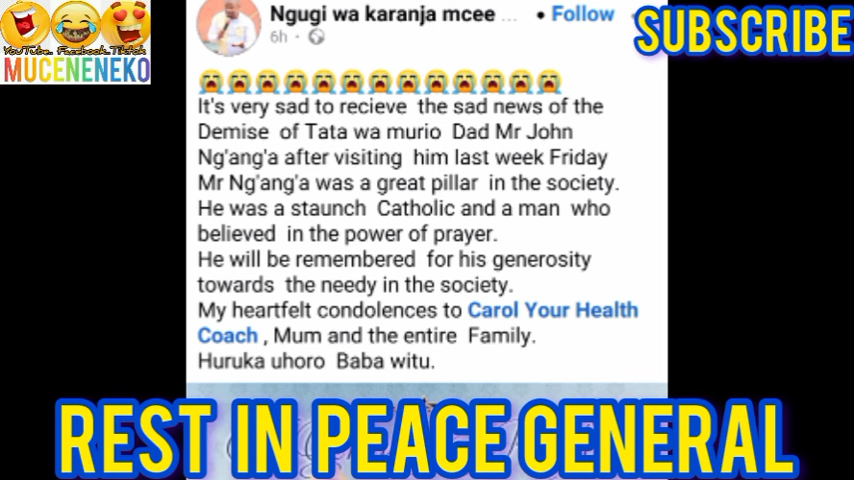 YouTube. Facebook. Tiktok
MUCENENEKO
SUBSCRIBE
Ngugi wa karanja mcee ... • Follow
6h ·
It's very sad to recieve the sad news of the
Demise of Tata wa murio Dad Mr John
Ng'ang'a after visiting him last week Friday
Mr Ng'ang'a was a great pillar in the society.
He was a staunch Catholic and a man who
believed in the power of prayer.
He will be remembered for his generosity
towards the needy in the society.
My heartfelt condolences to Carol Your Health
Coach , Mum and the entire Family.
Huruka uhoro Baba witu.
REST IN PEACE GENERAL